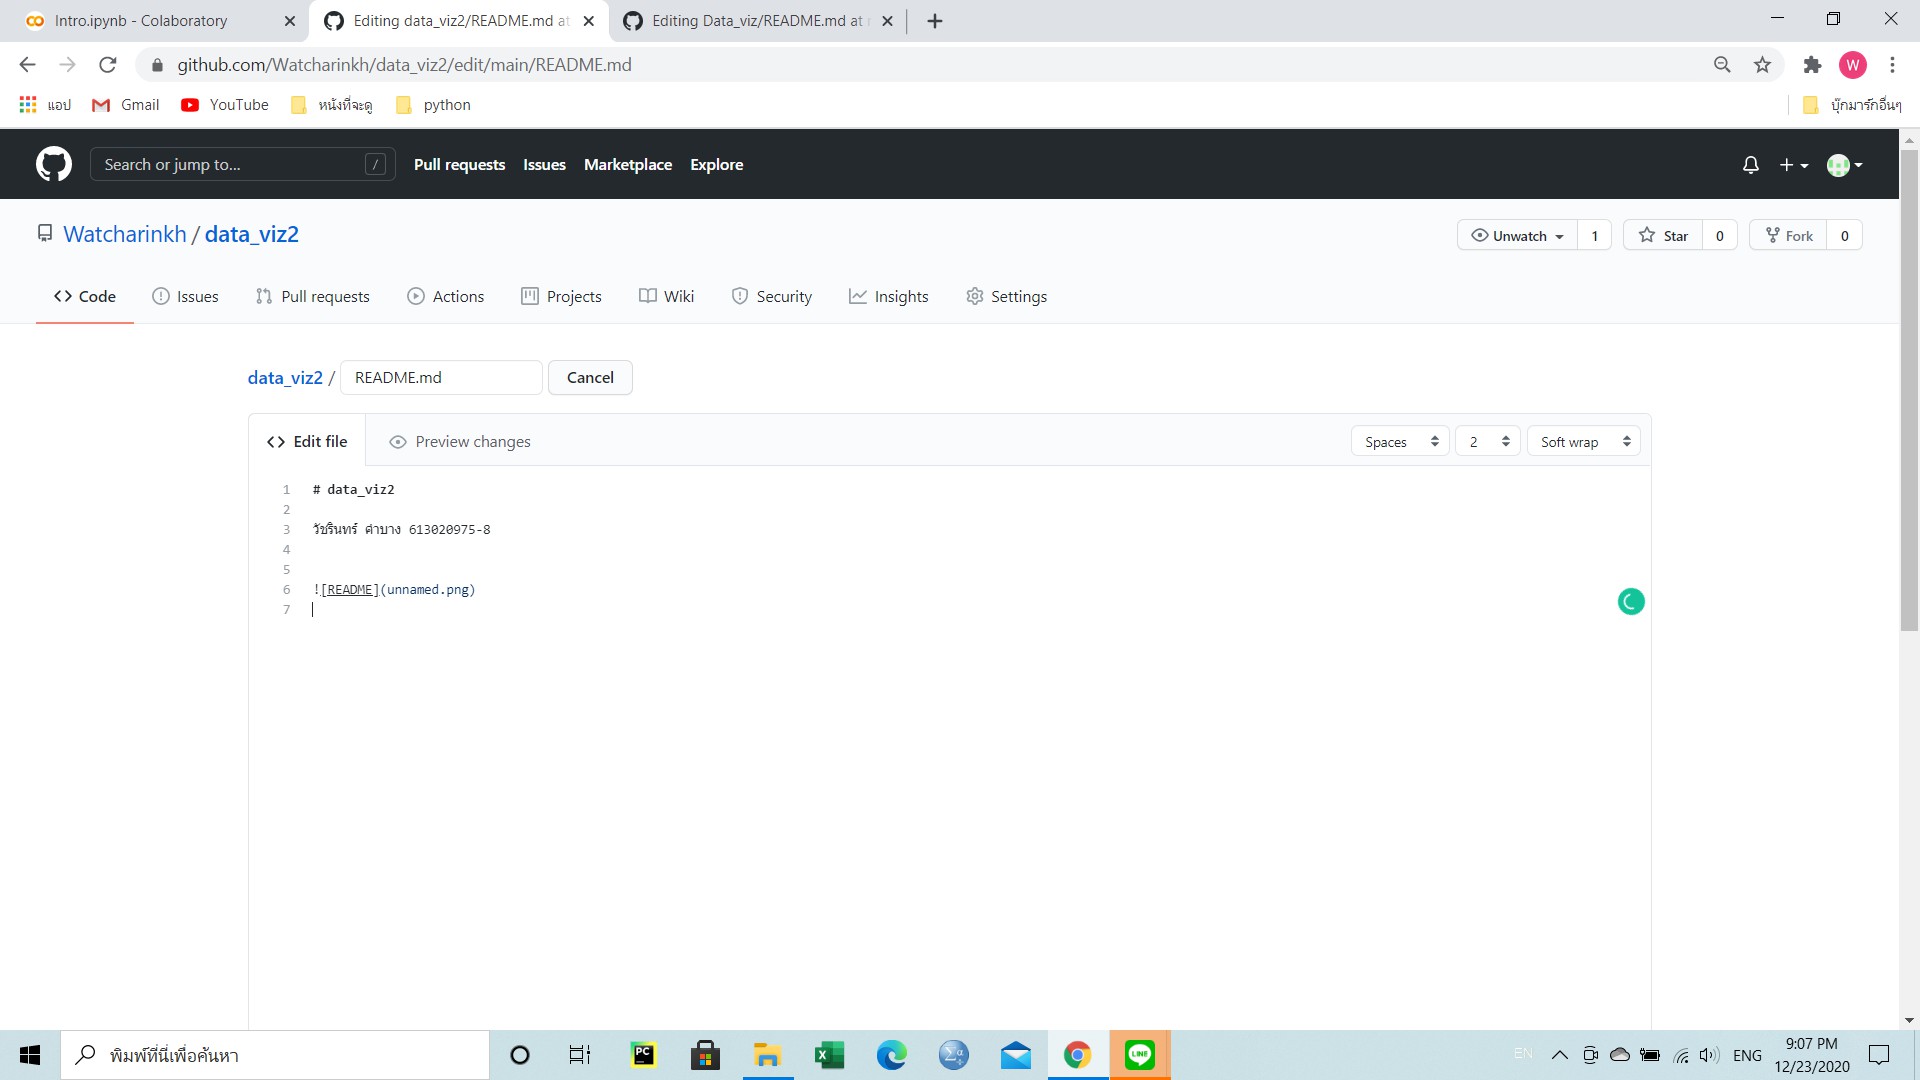 Intro.ipynb - Colaboratory
Editing data_viz2/README.md at
Editing Data_viz/README.md at
github.com/Watcharinkh/data_viz2/edit/main/README.md
W
แอป
Gmail
YouTube
หนังที่จะดู
python
บุ๊กมาร์กอื่นๆ
Search or jump to...
/
Pull requests
Issues
Marketplace
Explore
Watcharinkh / data_viz2
Unwatch
1
Star
0
Fork
0
Code
Issues
Pull requests
Actions
Projects
Wiki
Security
Insights
Settings
data_viz2 /
README.md
Cancel
Edit file
Preview changes
Spaces
2
Soft wrap
1 # data_viz2
2
3 วัชรินทร์ คำบาง 613020975-8
4
5
6 ![README](unnamed.png)
7
พิมพ์ที่นี่เพื่อค้นหา
PC
LINE
EN
ENG
9:07 PM
12/23/2020